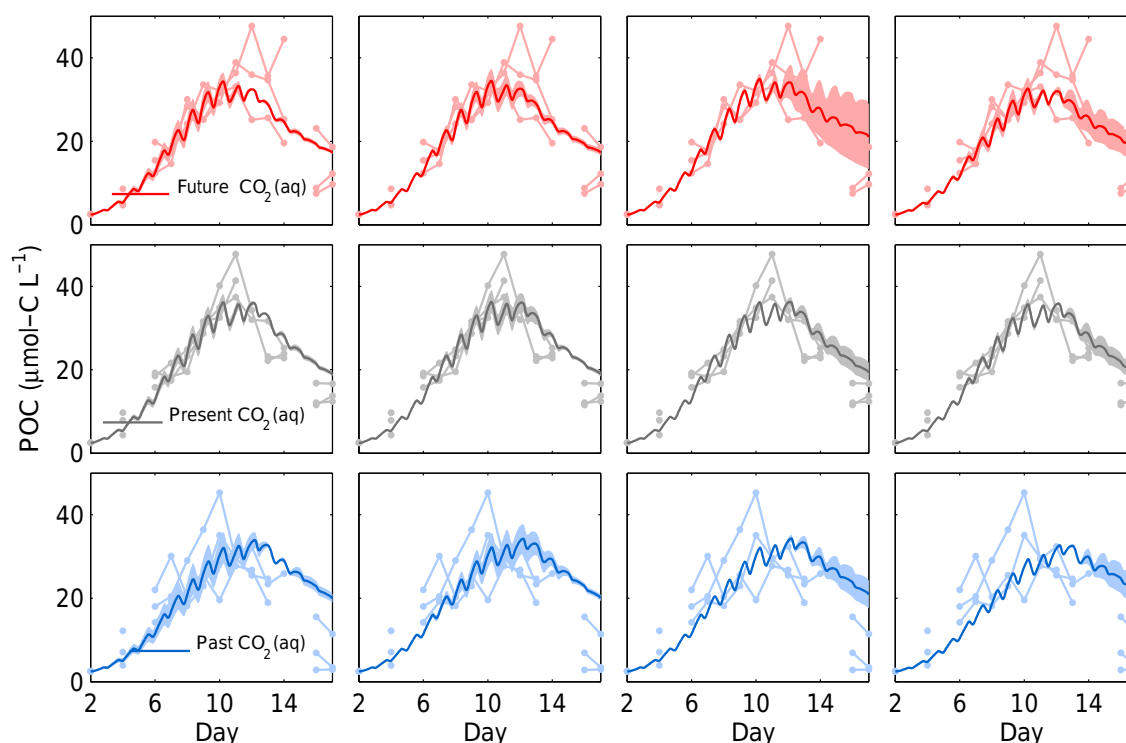 40
20
0
Future CO2(aq)
POC (μmol−C L−1)
40
20
0
Present CO2(aq)
40
20
0
Past CO2(aq)
2 6 10 14 2 6 10 14 2 6 10 14 2 6 10 14
Day Day Day Day